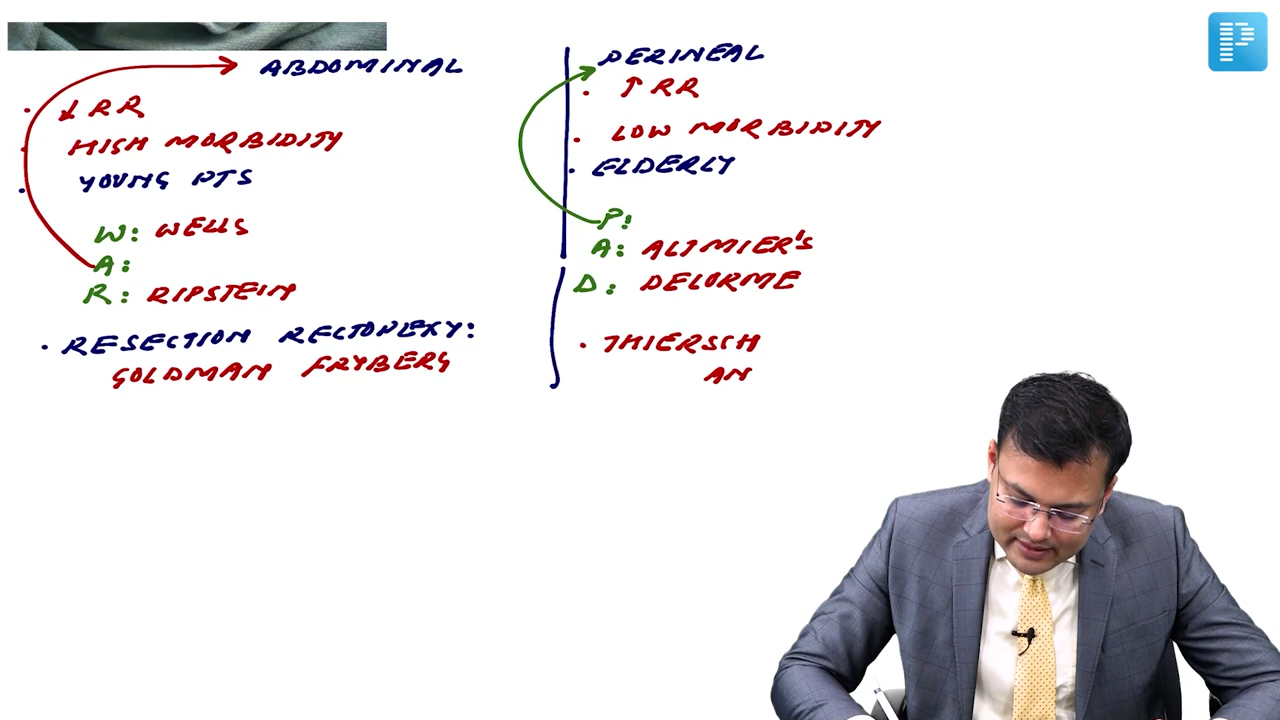 ABDOMINAL
↓ RR
HIGH MORBIDITY
YOUNG PTS
W: WELLS
A:
R: RIPSTEIN
RESECTION RECTOPEXY:
GOLDMAN FRYBERG
PERINEAL
↑ RR
LOW MORBIDITY
ELDERLY
P:
A: ALTMIER'S
D: DELORME
THIERSCH
AN
P